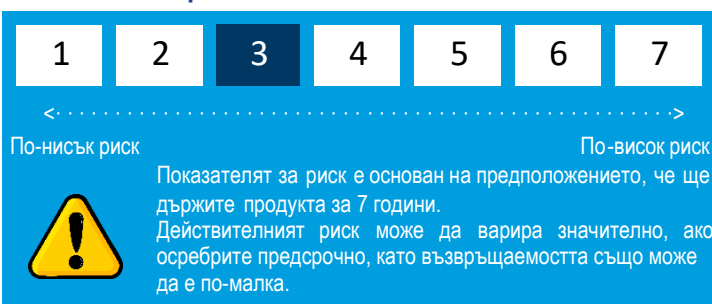 1 2 3 4 5 6 7
<· · · · · · · · · · · · · · · · · · · · · · · · · · · · · · · · · · · · · · · · · · · · · · · · · · · · · · · · · · · ·>
По-нисък риск По-висок риск
Показателят за риск е основан на предположението, че ще
държите продукта за 7 години.
Действителният риск може да варира значително, ако
осребрите предсрочно, като възвръщаемостта също може
да е по-малка.